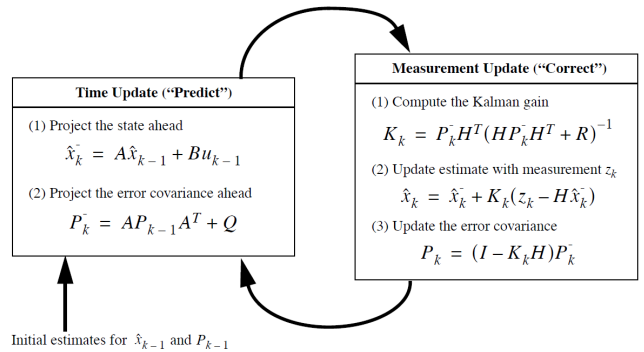 Time Update (“Predict”)
(1) Project the state ahead
x̂ₖ⁻ = Ax̂ₖ₋₁ + Buₖ₋₁
(2) Project the error covariance ahead
Pₖ⁻ = APₖ₋₁Aᵀ + Q
Initial estimates for x̂ₖ₋₁ and Pₖ₋₁
Measurement Update (“Correct”)
(1) Compute the Kalman gain
Kₖ = Pₖ⁻Hᵀ(HPₖ⁻Hᵀ + R)⁻¹
(2) Update estimate with measurement zₖ
x̂ₖ = x̂ₖ⁻ + Kₖ(zₖ – Hx̂ₖ⁻)
(3) Update the error covariance
Pₖ = (I – KₖH)Pₖ⁻